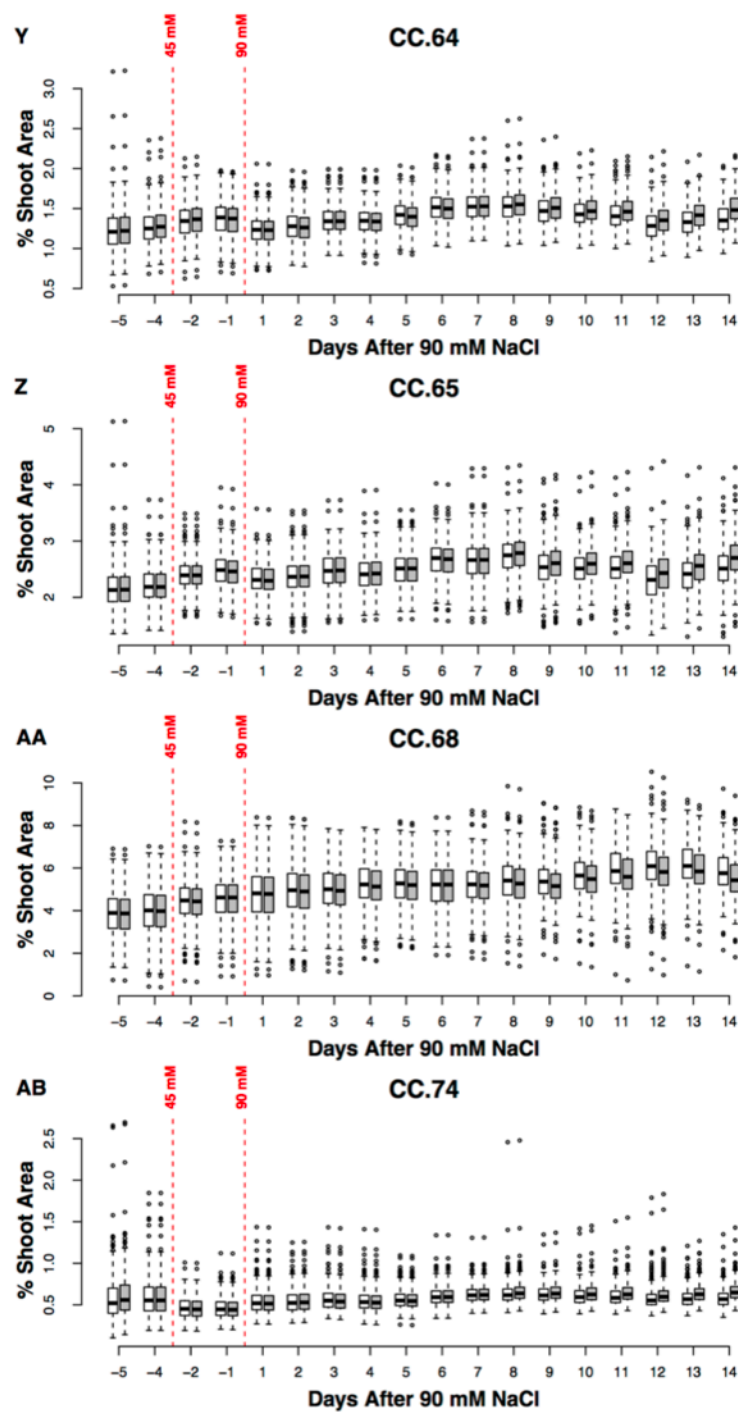 Y
CC.64
45 mM
90 mM
% Shoot Area
3.0
2.5
2.0
1.5
1.0
0.5
−5 −4 −2 −1 1 2 3 4 5 6 7 8 9 10 11 12 13 14
Days After 90 mM NaCl
Z
CC.65
45 mM
90 mM
% Shoot Area
5
4
3
2
−5 −4 −2 −1 1 2 3 4 5 6 7 8 9 10 11 12 13 14
Days After 90 mM NaCl
AA
CC.68
45 mM
90 mM
% Shoot Area
10
8
6
4
2
0
−5 −4 −2 −1 1 2 3 4 5 6 7 8 9 10 11 12 13 14
Days After 90 mM NaCl
AB
CC.74
45 mM
90 mM
% Shoot Area
2.5
2.0
1.5
1.0
0.5
−5 −4 −2 −1 1 2 3 4 5 6 7 8 9 10 11 12 13 14
Days After 90 mM NaCl